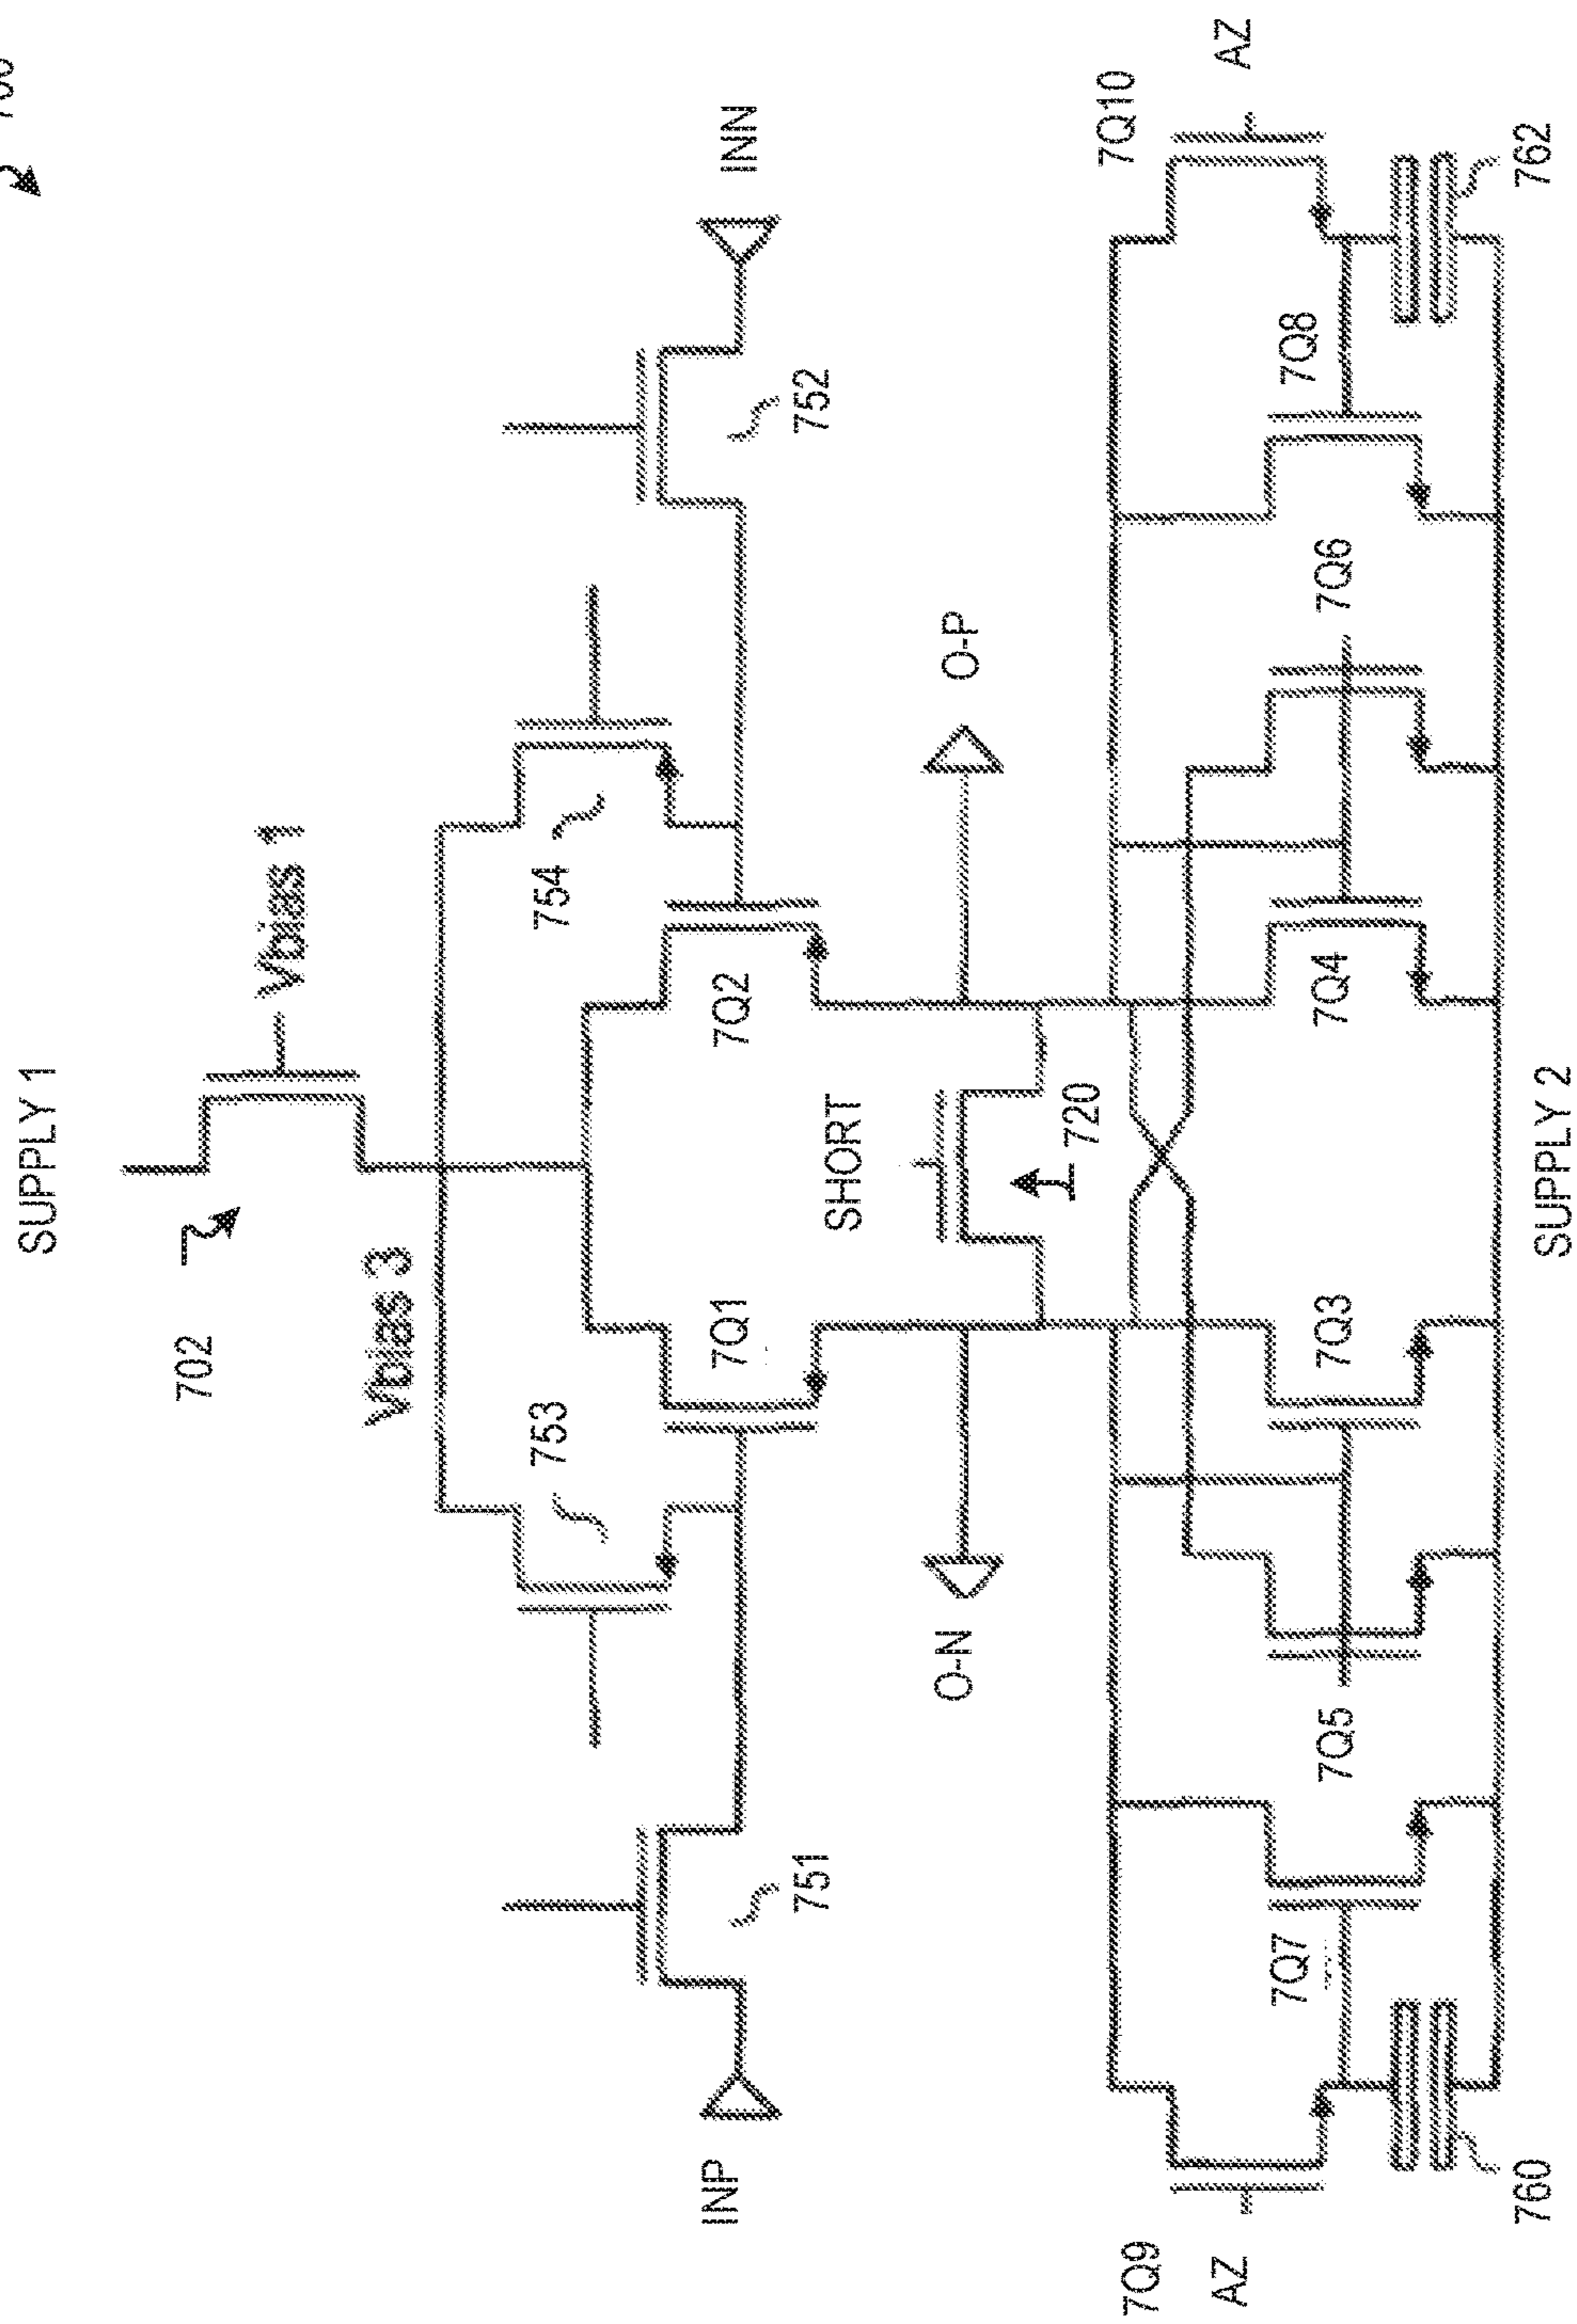 SUPPLY 1
702
Vbias 1
Vbias 3
753
754
INP
7Q1
7Q2
INN
751
SHORT
752
O-N
O-P
720
7Q9
7Q10
AZ
AZ
7Q7
7Q5
7Q3
7Q4
7Q6
7Q8
760
SUPPLY 2
762